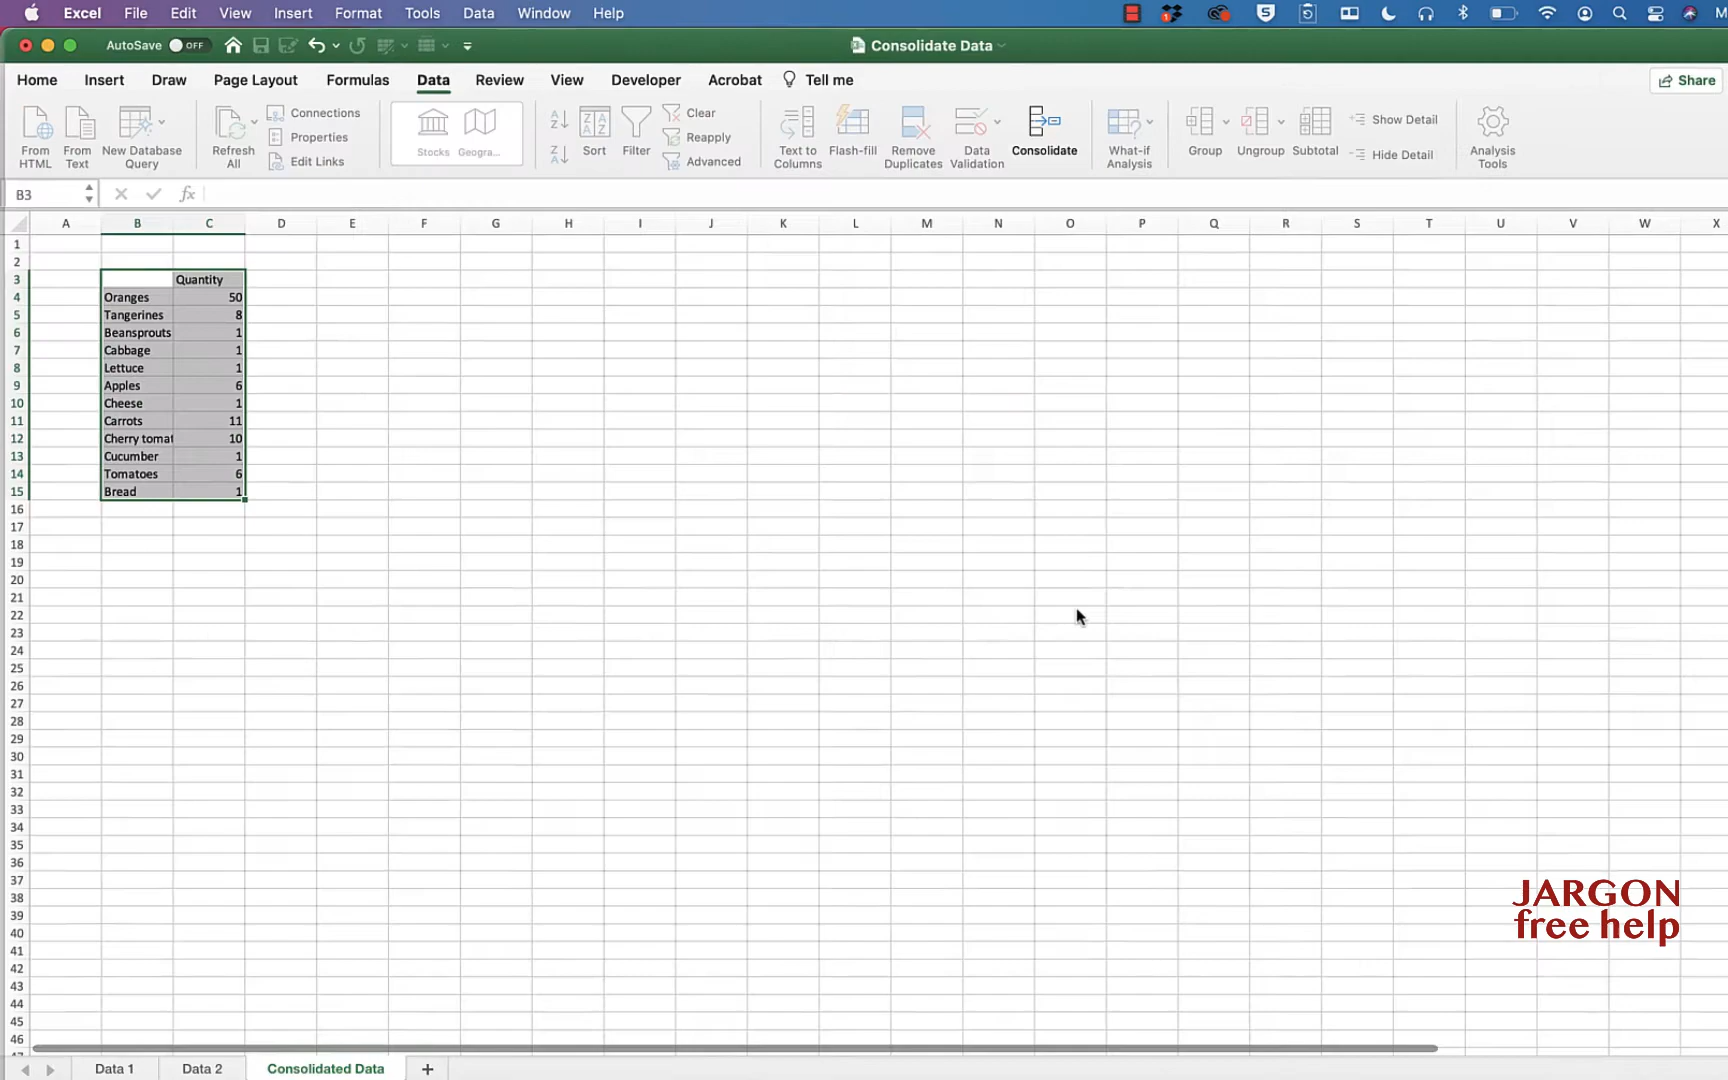 Excel File Edit View Insert Format Tools Data Window Help
AutoSave OFF
Consolidate Data
Home Insert Draw Page Layout Formulas Data Review View Developer Acrobat Tell me Share
From HTML
From Text
New Database Query
Refresh All
Connections
Properties
Edit Links
Stocks Geogra...
Sort
Filter
Clear
Reapply
Advanced
Text to Columns
Flash-fill
Remove Duplicates
Data Validation
Consolidate
What-if Analysis
Group
Ungroup
Subtotal
Show Detail
Hide Detail
Analysis Tools
B3 fx
A B C D E F G H I J K L M N O P Q R S T U V W X
1
2
3 Quantity
4 Oranges 50
5 Tangerines 8
6 Beansprouts 1
7 Cabbage 1
8 Lettuce 1
9 Apples 6
10 Cheese 1
11 Carrots 11
12 Cherry tomat 10
13 Cucumber 1
14 Tomatoes 6
15 Bread 1
16
17
18
19
20
21
22
23
24
25
26
27
28
29
30
31
32
33
34
35
36
37
38
39
40
41
42
43
44
45
46
JARGON
free help
Data 1 Data 2 Consolidated Data +